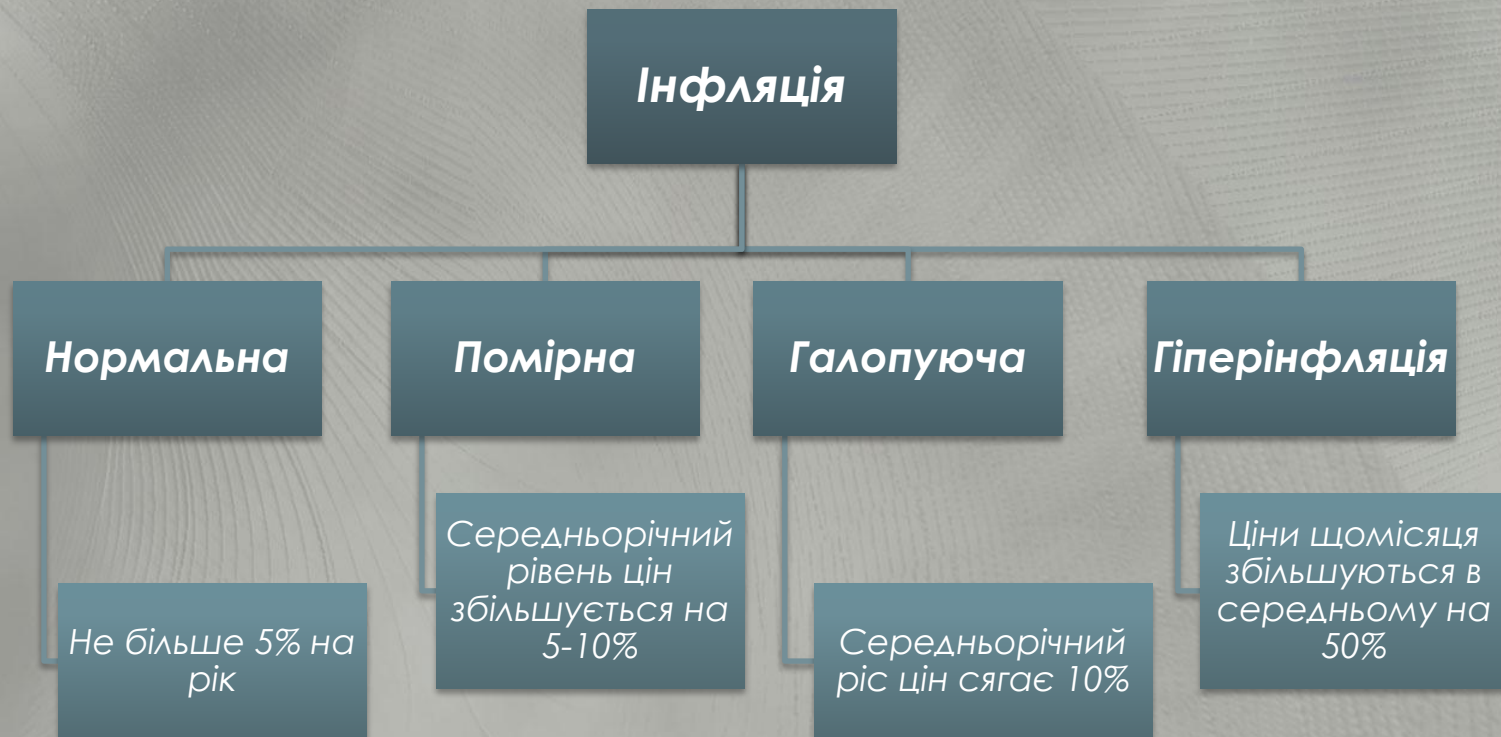 Інфляція
Нормальна
Помірна
Галопуюча
Гіперінфляція
Не більше 5% на
рік
Середньорічний
рівень цін
збільшується на
5-10%
Середньорічний
ріс цін сягає 10%
Ціни щомісяця
збільшуються в
середньому на
50%